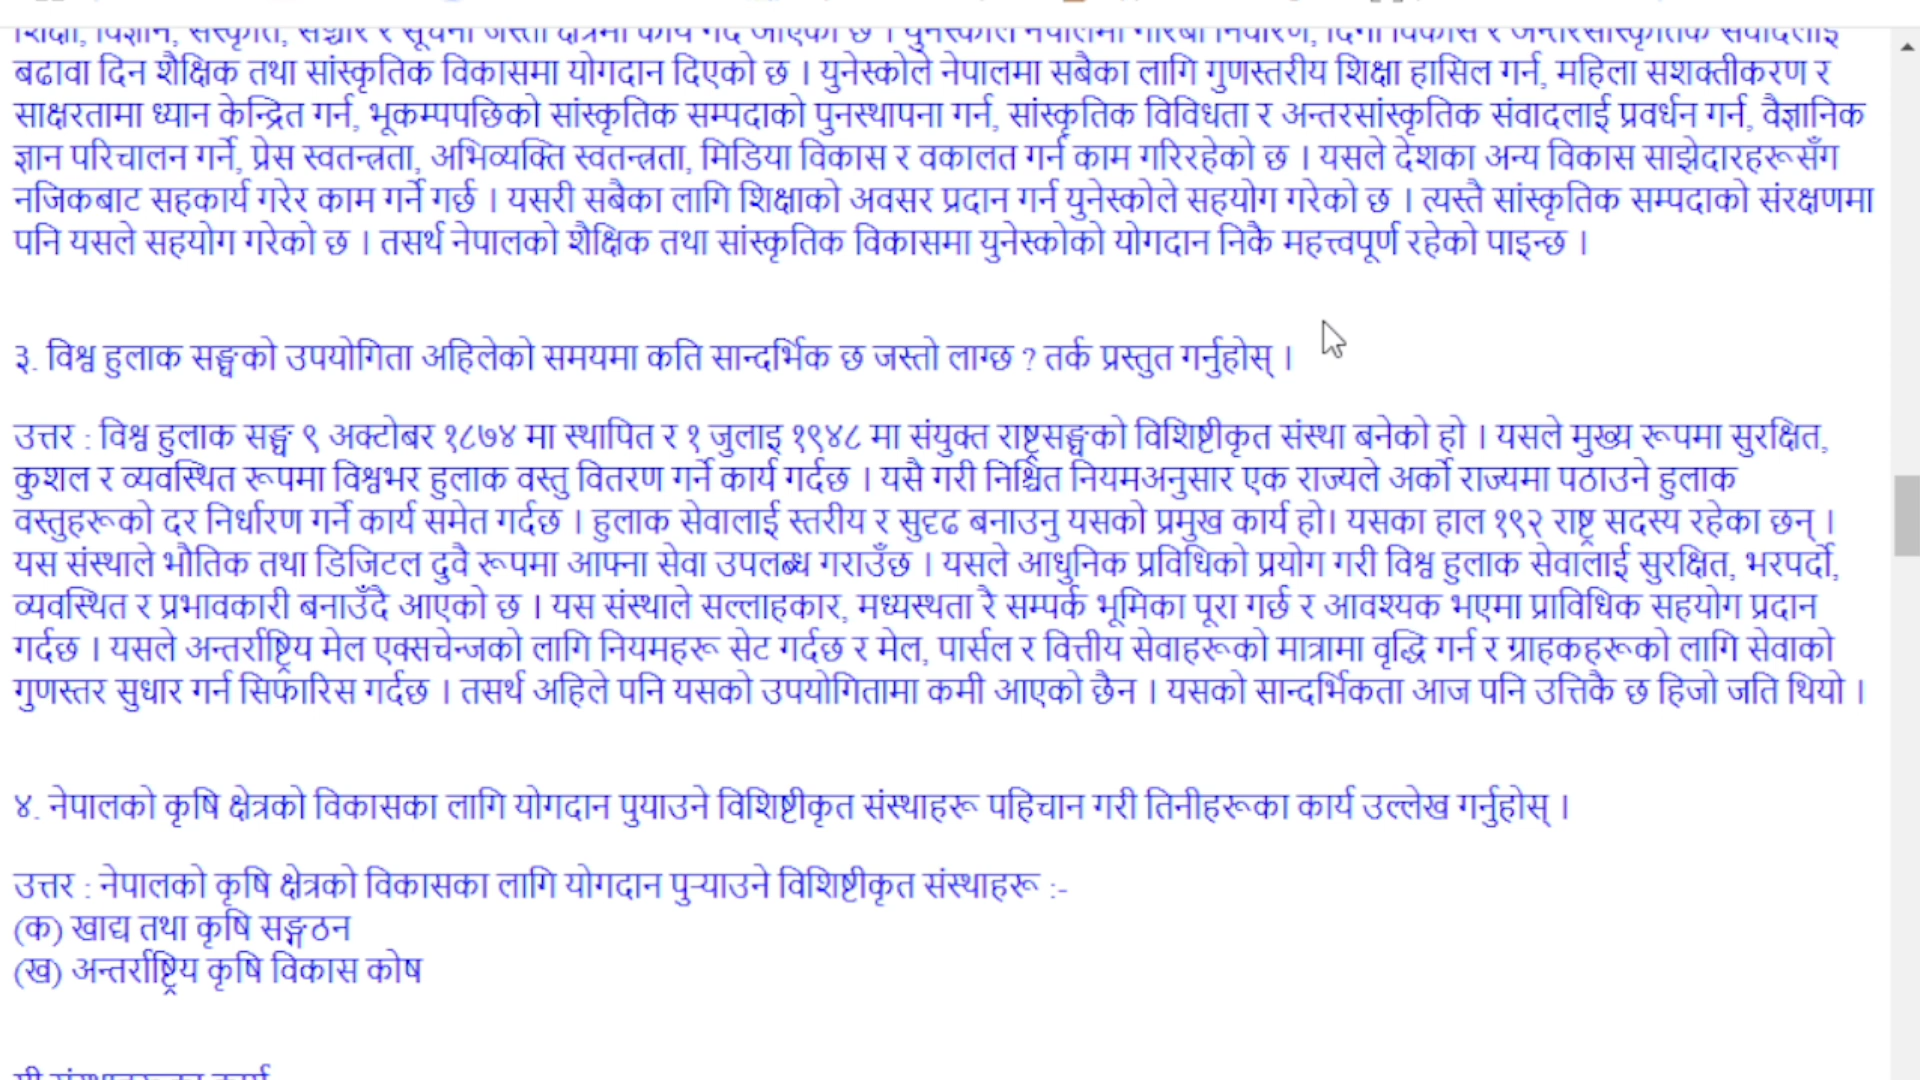 शिक्षा, विज्ञान, संस्कृति, सञ्चार र सूचना जस्ता क्षेत्रमा कार्य गर्दै आएको छ । युनेस्कोले नेपालमा गरिबी निवारण, दिगो विकास र अन्तरसांस्कृतिक संवादलाई
बढावा दिन शैक्षिक तथा सांस्कृतिक विकासमा योगदान दिएको छ । युनेस्कोले नेपालमा सबैका लागि गुणस्तरीय शिक्षा हासिल गर्न, महिला सशक्तीकरण र
साक्षरतामा ध्यान केन्द्रित गर्न, भूकम्पपछिको सांस्कृतिक सम्पदाको पुनस्थापना गर्न, सांस्कृतिक विविधता र अन्तरसांस्कृतिक संवादलाई प्रवर्धन गर्न, वैज्ञानिक
ज्ञान परिचालन गर्ने, प्रेस स्वतन्त्रता, अभिव्यक्ति स्वतन्त्रता, मिडिया विकास र वकालत गर्न काम गरिरहेको छ । यसले देशका अन्य विकास साझेदारहरूसँग
नजिकबाट सहकार्य गरेर काम गर्ने गर्छ । यसरी सबैका लागि शिक्षाको अवसर प्रदान गर्न युनेस्कोले सहयोग गरेको छ । त्यस्तै सांस्कृतिक सम्पदाको संरक्षणमा
पनि यसले सहयोग गरेको छ । तसर्थ नेपालको शैक्षिक तथा सांस्कृतिक विकासमा युनेस्कोको योगदान निकै महत्त्वपूर्ण रहेको पाइन्छ ।
३. विश्व हुलाक सङ्घको उपयोगिता अहिलेको समयमा कति सान्दर्भिक छ जस्तो लाग्छ ? तर्क प्रस्तुत गर्नुहोस् ।
उत्तर : विश्व हुलाक सङ्घ ९ अक्टोबर १८७४ मा स्थापित र १ जुलाइ १९४८ मा संयुक्त राष्ट्रसङ्घको विशिष्टीकृत संस्था बनेको हो । यसले मुख्य रूपमा सुरक्षित,
कुशल र व्यवस्थित रूपमा विश्वभर हुलाक वस्तु वितरण गर्ने कार्य गर्दछ । यसै गरी निश्चित नियमअनुसार एक राज्यले अर्को राज्यमा पठाउने हुलाक
वस्तुहरूको दर निर्धारण गर्ने कार्य समेत गर्दछ । हुलाक सेवालाई स्तरीय र सुदृढ बनाउनु यसको प्रमुख कार्य हो। यसका हाल १९२ राष्ट्र सदस्य रहेका छन् ।
यस संस्थाले भौतिक तथा डिजिटल दुवै रूपमा आफ्ना सेवा उपलब्ध गराउँछ । यसले आधुनिक प्रविधिको प्रयोग गरी विश्व हुलाक सेवालाई सुरक्षित, भरपर्दो,
व्यवस्थित र प्रभावकारी बनाउँदै आएको छ । यस संस्थाले सल्लाहकार, मध्यस्थता रै सम्पर्क भूमिका पूरा गर्छ र आवश्यक भएमा प्राविधिक सहयोग प्रदान
गर्दछ । यसले अन्तर्राष्ट्रिय मेल एक्सचेन्जको लागि नियमहरू सेट गर्दछ र मेल, पार्सल र वित्तीय सेवाहरूको मात्रामा वृद्धि गर्न र ग्राहकहरूको लागि सेवाको
गुणस्तर सुधार गर्न सिफारिस गर्दछ । तसर्थ अहिले पनि यसको उपयोगितामा कमी आएको छैन । यसको सान्दर्भिकता आज पनि उत्तिकै छ हिजो जति थियो ।
४. नेपालको कृषि क्षेत्रको विकासका लागि योगदान पुयाउने विशिष्टीकृत संस्थाहरू पहिचान गरी तिनीहरूका कार्य उल्लेख गर्नुहोस् ।
उत्तर : नेपालको कृषि क्षेत्रको विकासका लागि योगदान पुर्‍याउने विशिष्टीकृत संस्थाहरू :-
(क) खाद्य तथा कृषि सङ्गठन
(ख) अन्तर्राष्ट्रिय कृषि विकास कोष